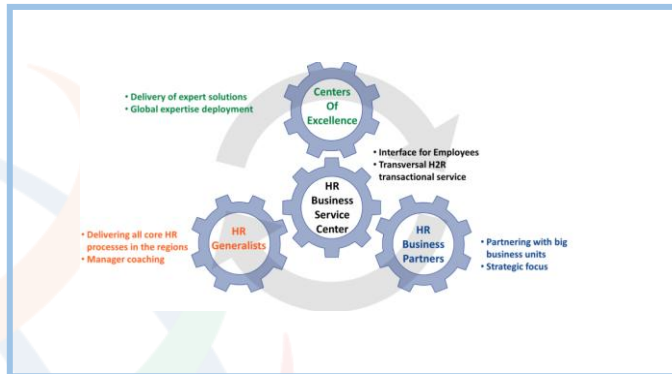 • Delivery of expert solutions
• Global expertise deployment
Centers
Of
Excellence
• Interface for Employees
• Transversal H2R
transactional service
HR
Business
Service
Center
• Delivering all core HR
processes in the regions
• Manager coaching
HR
Generalists
HR
Business
Partners
• Partnering with big
business units
• Strategic focus